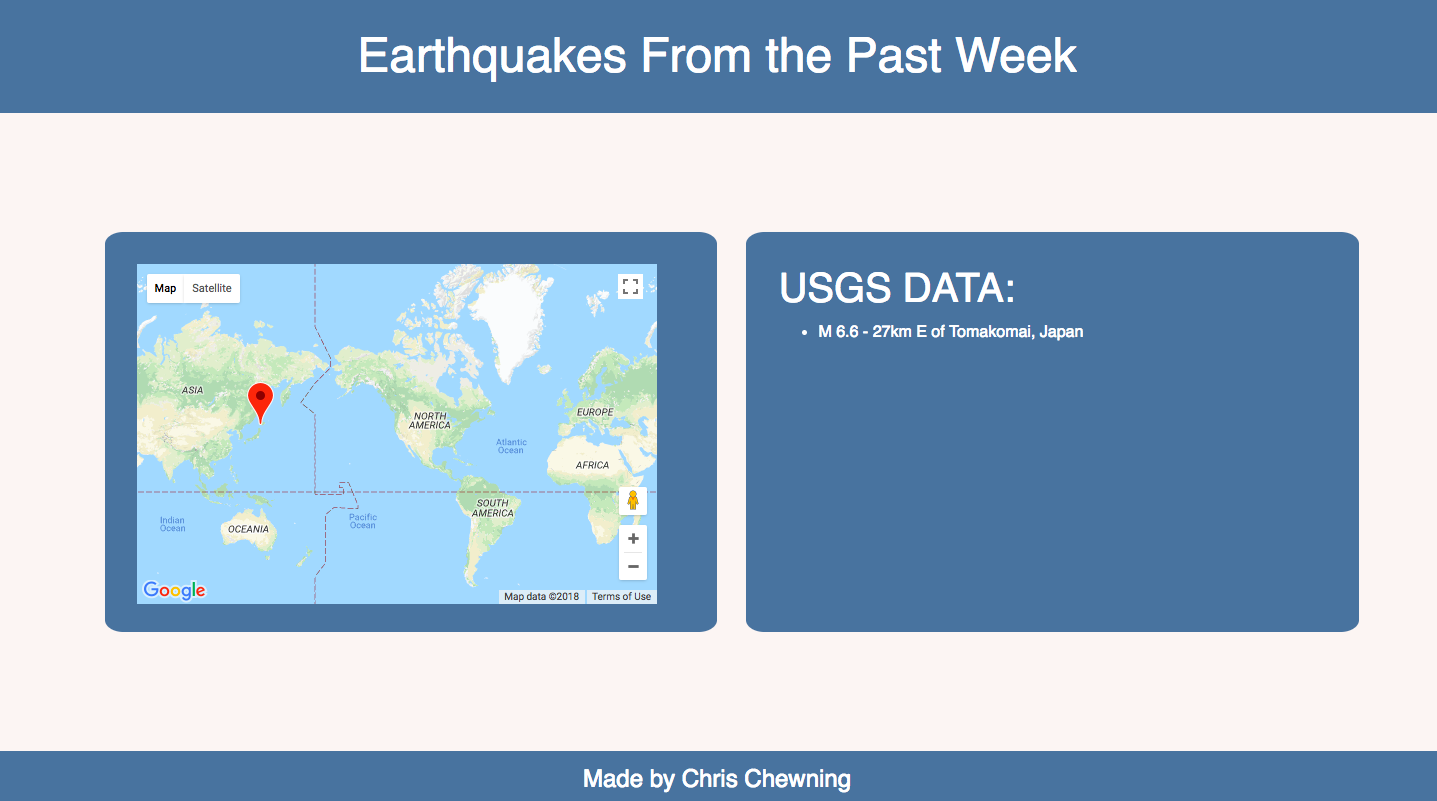 Earthquakes From the Past Week
Map Satellite
ASIA
NORTH
AMERICA
EUROPE
Atlantic
Ocean
AFRICA
SOUTH
AMERICA
Pacific
Ocean
Indian
Ocean
OCEANIA
+
−
Google
Map data ©2018 Terms of Use
USGS DATA:
• M 6.6 - 27km E of Tomakomai, Japan
Made by Chris Chewning